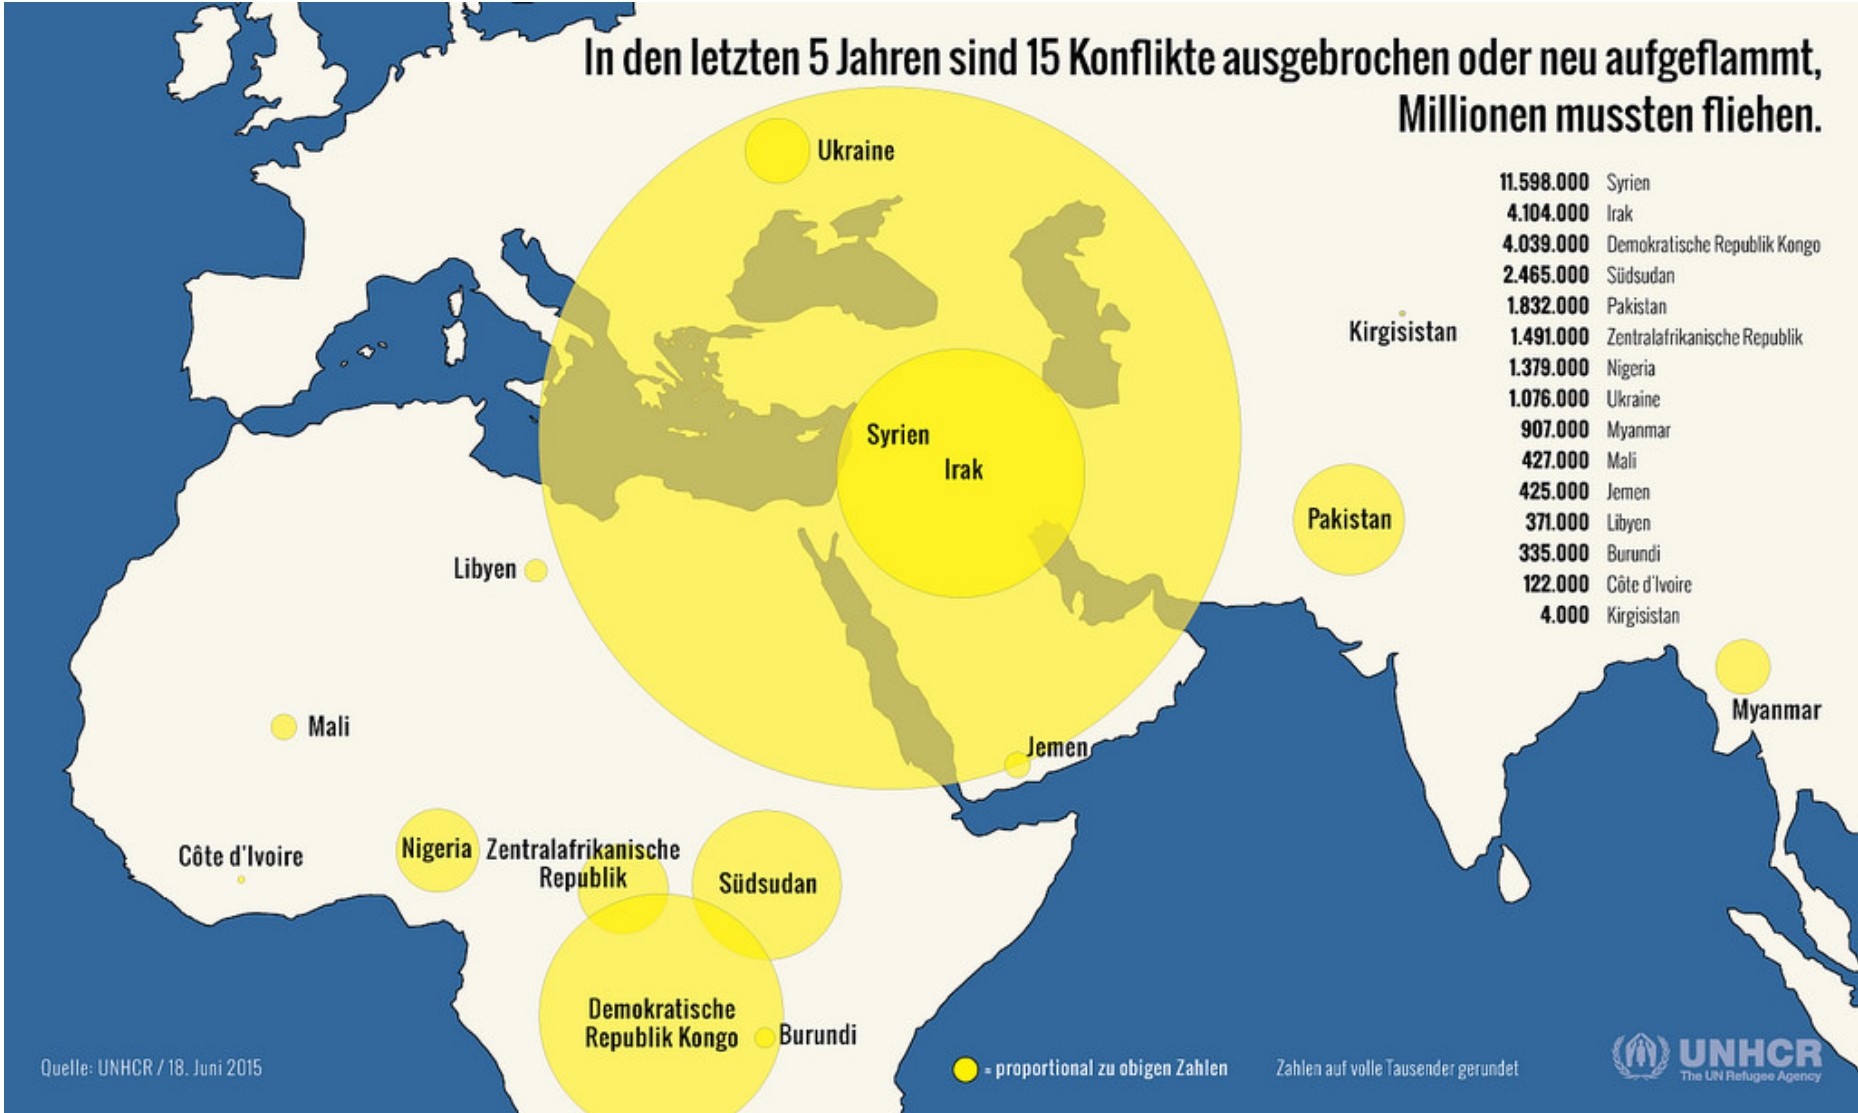 In den letzten 5 Jahren sind 15 Konflikte ausgebrochen oder neu aufgeflammt,
Millionen mussten fliehen.
11.598.000 Syrien
4.104.000 Irak
4.039.000 Demokratische Republik Kongo
2.465.000 Südsudan
1.832.000 Pakistan
1.491.000 Zentralafrikanische Republik
1.379.000 Nigeria
1.076.000 Ukraine
907.000 Myanmar
427.000 Mali
425.000 Jemen
371.000 Libyen
335.000 Burundi
122.000 Côte d'Ivoire
4.000 Kirgisistan
Ukraine
Kirgisistan
Syrien
Irak
Pakistan
Libyen
Myanmar
Mali
Jemen
Côte d'Ivoire
Nigeria
Zentralafrikanische
Republik
Südsudan
Demokratische
Republik Kongo
Burundi
Quelle: UNHCR / 18. Juni 2015
= proportional zu obigen Zahlen
Zahlen auf volle Tausender gerundet
UNHCR
The UN Refugee Agency